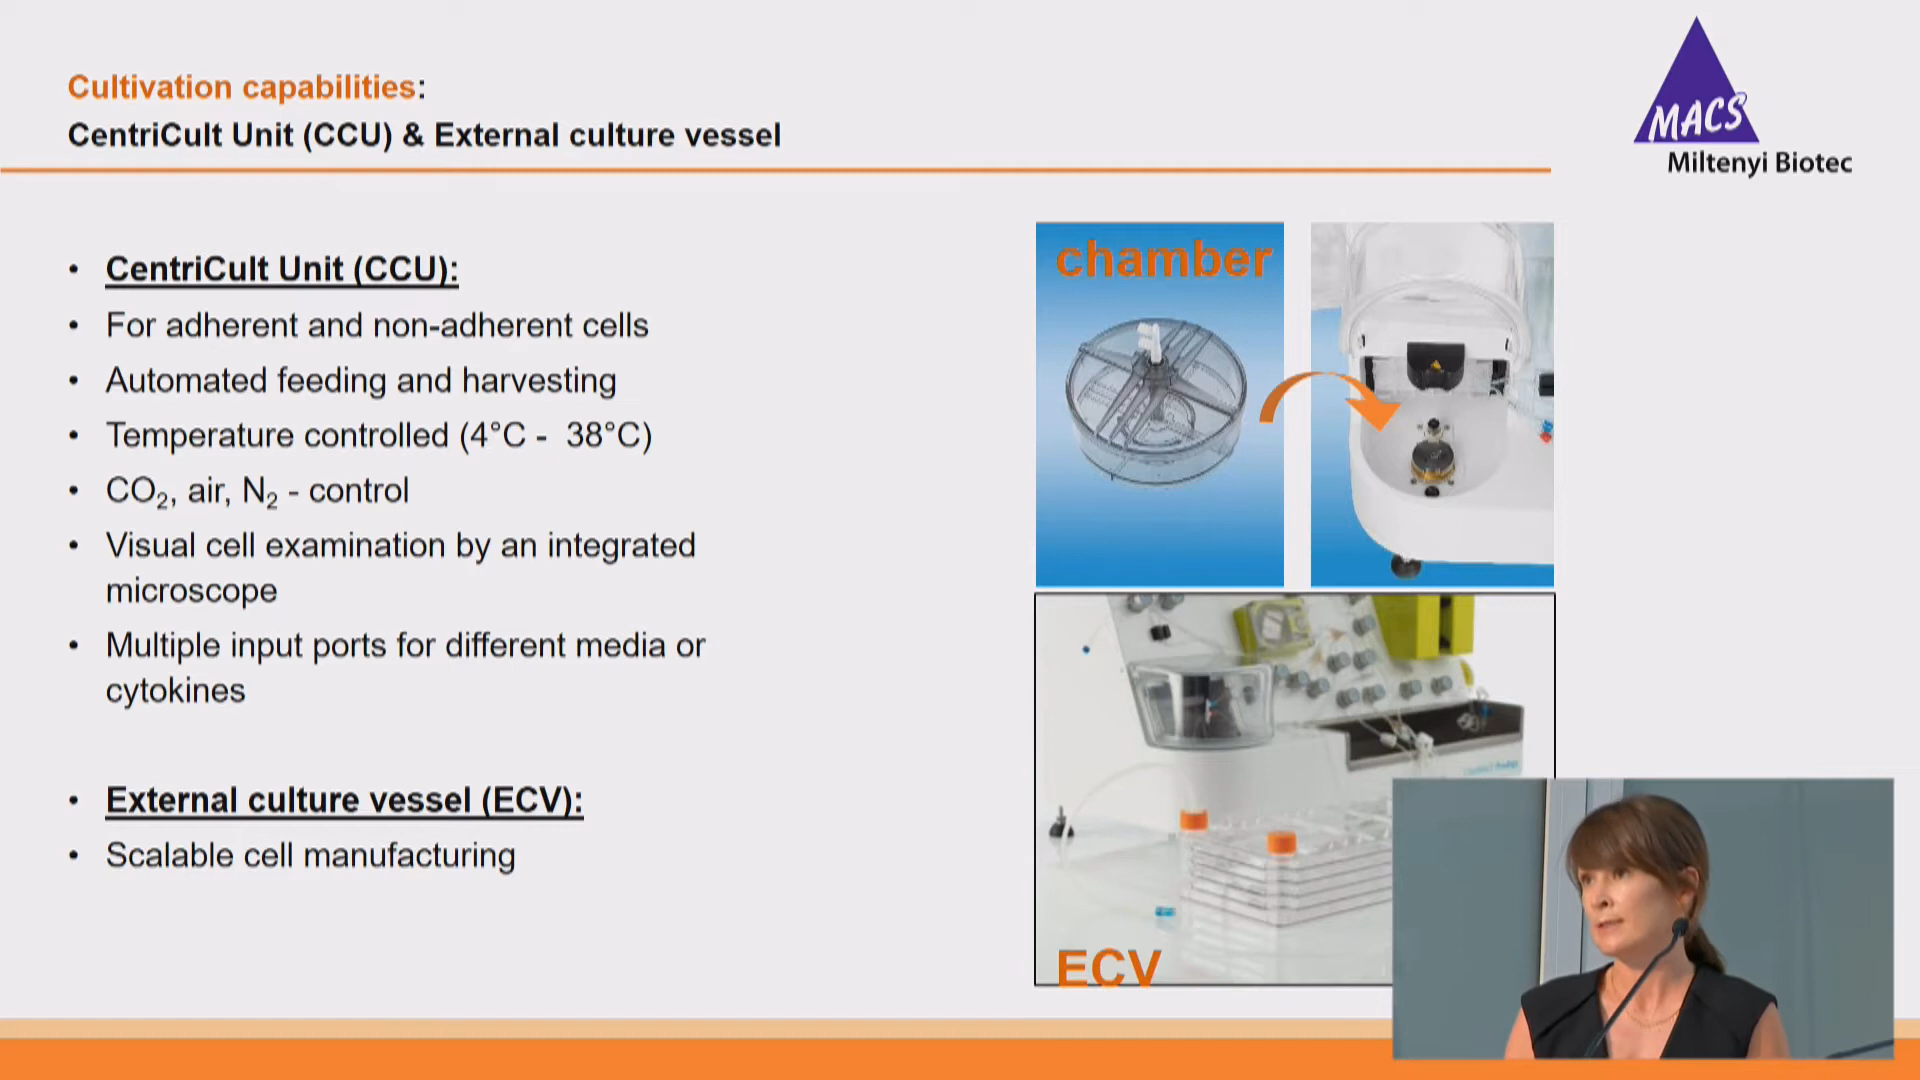 Cultivation capabilities:
CentriCult Unit (CCU) & External culture vessel
MACS
Miltenyi Biotec
• CentriCult Unit (CCU):
• For adherent and non-adherent cells
• Automated feeding and harvesting
• Temperature controlled (4°C -  38°C)
• CO₂, air, N₂ - control
• Visual cell examination by an integrated
microscope
• Multiple input ports for different media or
cytokines
• External culture vessel (ECV):
• Scalable cell manufacturing
chamber
ECV